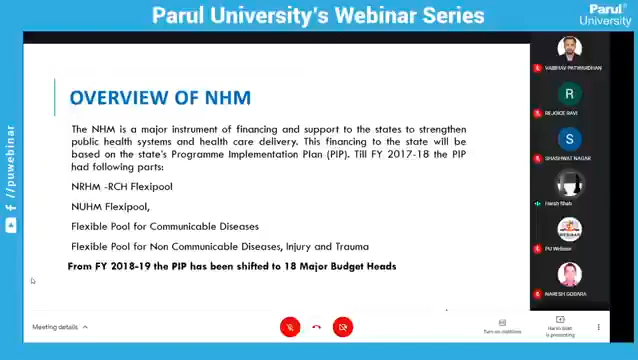 Parul University's Webinar Series
Parul
University
f /puwebinar
OVERVIEW OF NHM
The NHM is a major instrument of financing and support to the states to strengthen
public health systems and health care delivery. This financing to the state will
be based on the state's Programme Implementation Plan (PIP). Till FY 2017-18 the PIP
had following parts:
NRHM -RCH Flexipool
NUHM Flexipool,
Flexible Pool for Communicable Diseases
Flexible Pool for Non Communicable Diseases, Injury and Trauma
From FY 2018-19 the PIP has been shifted to 18 Major Budget Heads
VAIBHAV PATWARDHAN
R
REJOICE RAVI
S
SHASHWAT NAGAR
Harsh Shah
WEBINAR
PU Webinar
NARESH GODARA
Meeting details
Turn on captions
is presenting